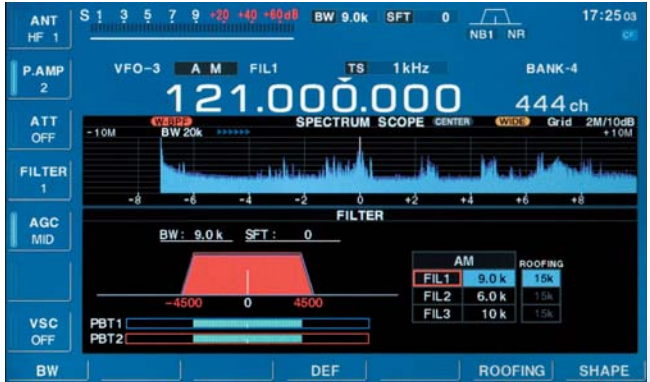 ANT
HF 1
S 1 3 5 7 9 +20 +40 +60dB BW 9.0k SFT 0
NB1 NR
17:25 03
P.AMP
2
VFO-3 AM FIL1 TS 1kHz BANK-4
121.000.000 444ch
ATT
OFF
W-BPF SPECTRUM SCOPE CENTER WIDE Grid 2M/10dB
-10M BW 20k >>>>>> +10M
-8 -6 -4 -2 0 +2 +4 +6 +8
FILTER
1
FILTER
AGC
MID
BW: 9.0k SFT: 0
AM ROOFING
FIL1 9.0k 15k
FIL2 6.0k 15k
FIL3 10k 15k
-4500 0 4500
VSC
OFF
PBT1
PBT2
BW DEF ROOFING SHAPE